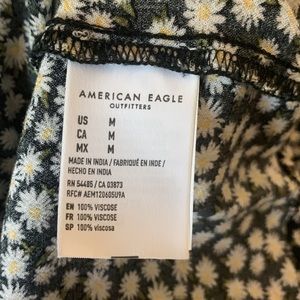 AMERICAN EAGLE
OUTFITTERS
US M
CA M
MX M
MADE IN INDIA / FABRIQUÉ EN INDE /
HECHO EN INDIA
RN 54485 / CA 03873
RFC# AEM120605U9A
EN 100% VISCOSE
FR 100% VISCOSE
SP 100% viscosa